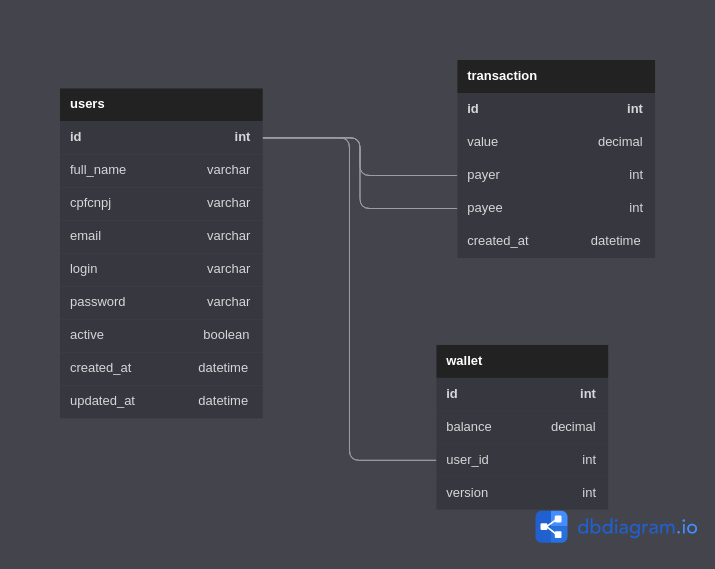 users
id int
full_name varchar
cpfcnpj varchar
email varchar
login varchar
password varchar
active boolean
created_at datetime
updated_at datetime
transaction
id int
value decimal
payer int
payee int
created_at datetime
wallet
id int
balance decimal
user_id int
version int
dbdiagram.io